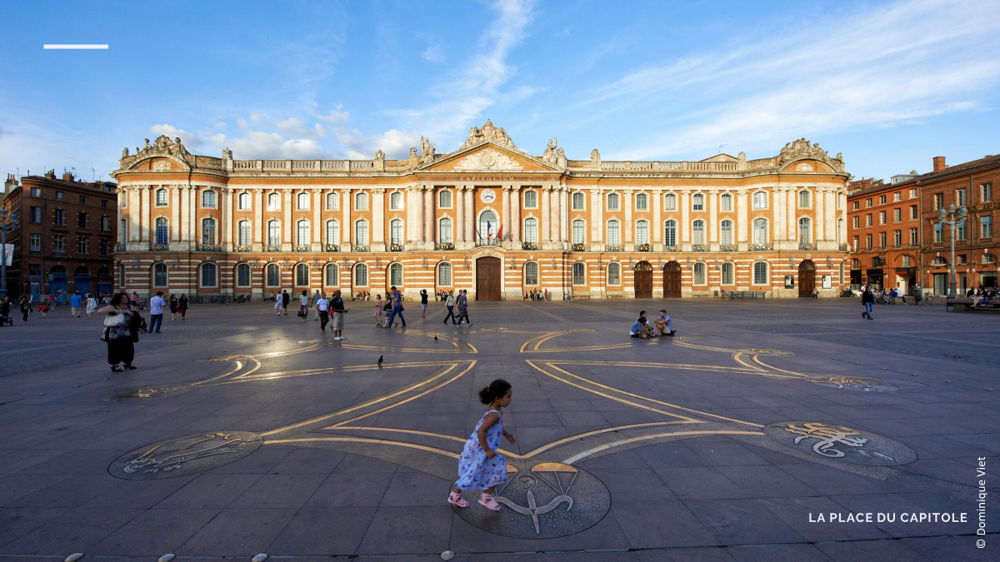 CAPITOLIUM
LA PLACE DU CAPITOLE
© Dominique Viet